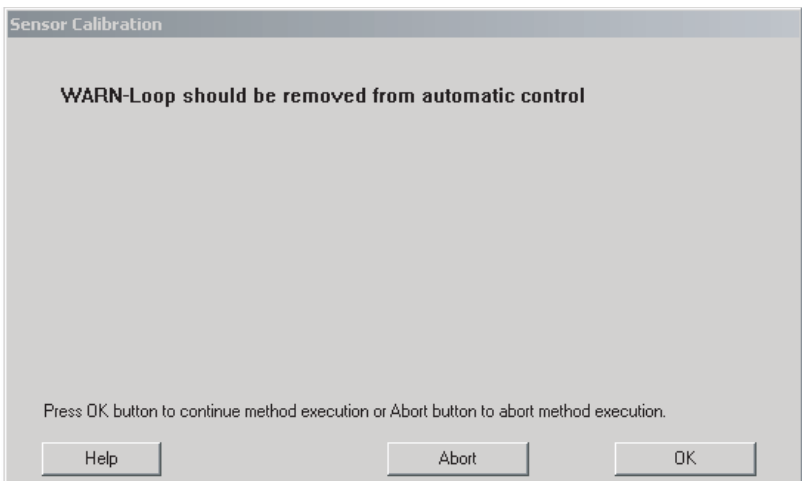 Sensor Calibration
WARN-Loop should be removed from automatic control
Press OK button to continue method execution or Abort button to abort method execution.
Help
Abort
OK